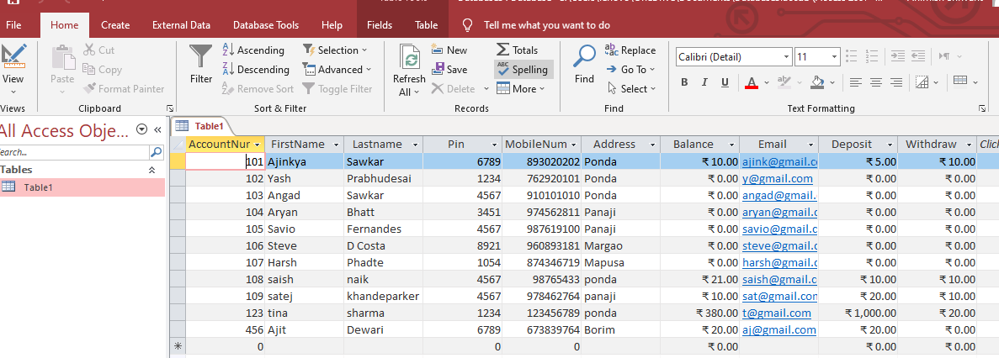 File Home Create External Data Database Tools Help Fields Table Tell me what you want to do
View Paste Cut Copy Format Painter Filter Ascending Descending Remove Sort Selection Advanced Toggle Filter Refresh All New Save Delete Totals Spelling More Find Replace Go To Select Calibri (Detail) 11 B I U A ab
Views Clipboard Sort & Filter Records Find Text Formatting
All Access Obje...
Tables
Table1
Table1
AccountNur FirstName Lastname Pin MobileNum Address Balance Email Deposit Withdraw Click
101 Ajinkya Sawkar 6789 893020202 Ponda ₹ 10.00 ajink@gmail.cc ₹ 5.00 ₹ 10.00
102 Yash Prabhudesai 1234 762920101 Ponda ₹ 0.00 y@gmail.com ₹ 0.00 ₹ 0.00
103 Angad Sawkar 4567 910101010 Ponda ₹ 0.00 angad@gmail. ₹ 0.00 ₹ 0.00
104 Aryan Bhatt 3451 974562811 Panaji ₹ 0.00 aryan@gmail.c ₹ 0.00 ₹ 0.00
105 Savio Fernandes 4567 987619100 Panaji ₹ 0.00 savio@gmail.c ₹ 0.00 ₹ 0.00
106 Steve D Costa 8921 960893181 Margao ₹ 0.00 steve@gmail.c ₹ 0.00 ₹ 0.00
107 Harsh Phadte 1054 874346719 Mapusa ₹ 0.00 harsh@gmail.c ₹ 0.00 ₹ 0.00
108 saish naik 4567 98765433 ponda ₹ 21.00 saish@gmail.c ₹ 10.00 ₹ 10.00
109 satej khandeparker 4567 978462764 panaji ₹ 10.00 sat@gmail.con ₹ 20.00 ₹ 10.00
123 tina sharma 1234 123456789 ponda ₹ 380.00 t@gmail.com ₹ 1,000.00 ₹ 20.00
456 Ajit Dewari 6789 673839764 Borim ₹ 20.00 aj@gmail.com ₹ 0.00 ₹ 0.00
0 0 0 ₹ 0.00 ₹ 0.00 ₹ 0.00